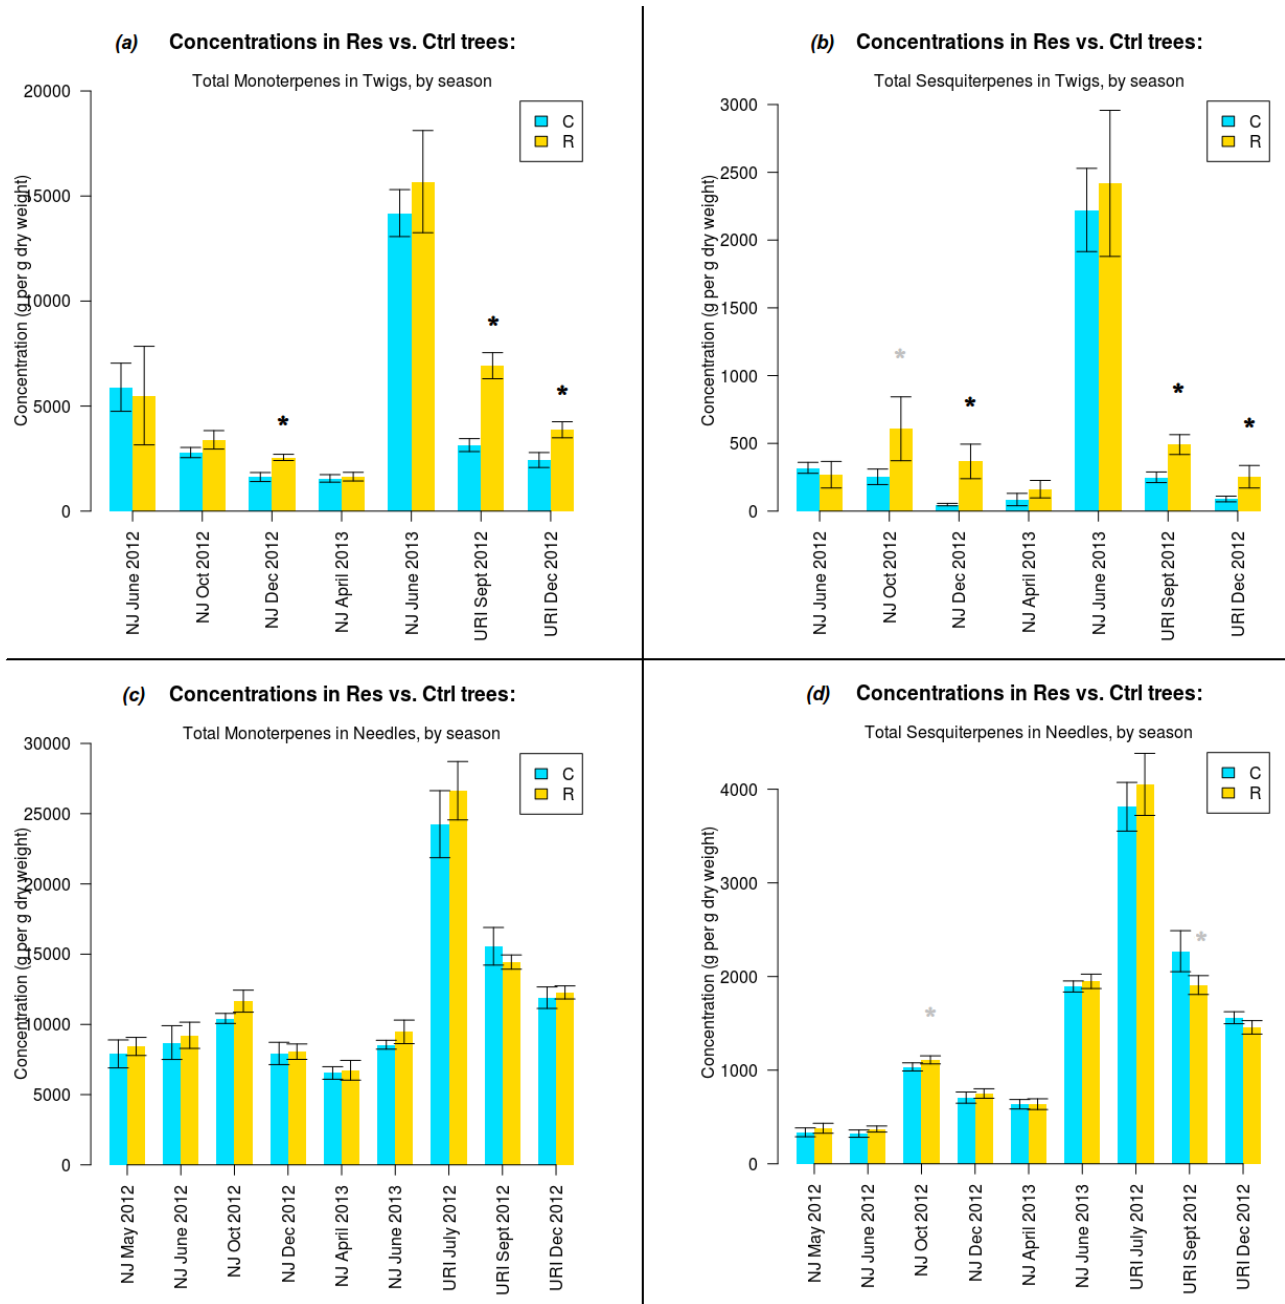 (a) Concentrations in Res vs. Ctrl trees:
Total Monoterpenes in Twigs, by season
C
R
Concentration (g per g dry weight)
20000
15000
10000
5000
0
*
*
*
NJ June 2012
NJ Oct 2012
NJ Dec 2012
NJ April 2013
NJ June 2013
URI Sept 2012
URI Dec 2012
(b) Concentrations in Res vs. Ctrl trees:
Total Sesquiterpenes in Twigs, by season
C
R
Concentration (g per g dry weight)
3000
2500
2000
1500
1000
500
0
*
*
*
*
NJ June 2012
NJ Oct 2012
NJ Dec 2012
NJ April 2013
NJ June 2013
URI Sept 2012
URI Dec 2012
(c) Concentrations in Res vs. Ctrl trees:
Total Monoterpenes in Needles, by season
C
R
Concentration (g per g dry weight)
30000
25000
20000
15000
10000
5000
0
NJ May 2012
NJ June 2012
NJ Oct 2012
NJ Dec 2012
NJ April 2013
NJ June 2013
URI July 2012
URI Sept 2012
URI Dec 2012
(d) Concentrations in Res vs. Ctrl trees:
Total Sesquiterpenes in Needles, by season
C
R
Concentration (g per g dry weight)
4000
3000
2000
1000
0
*
*
NJ May 2012
NJ June 2012
NJ Oct 2012
NJ Dec 2012
NJ April 2013
NJ June 2013
URI July 2012
URI Sept 2012
URI Dec 2012